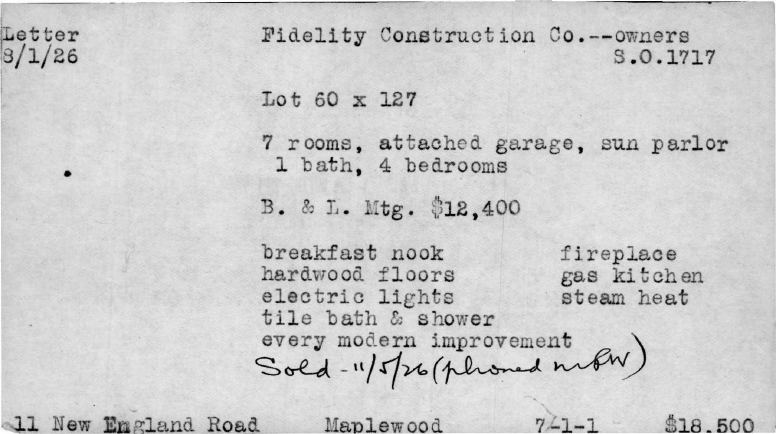 Letter Fidelity Construction Co.--owners
8/1/26 S.O.1717
Lot 60 x 127
7 rooms, attached garage, sun parlor
1 bath, 4 bedrooms
B. & L. Mtg. $12,400
breakfast nook fireplace
hardwood floors gas kitchen
electric lights steam heat
tile bath & shower
every modern improvement
Sold - 11/5/26 (phoned
11 New England Road Maplewood 7-1-1 $18,500